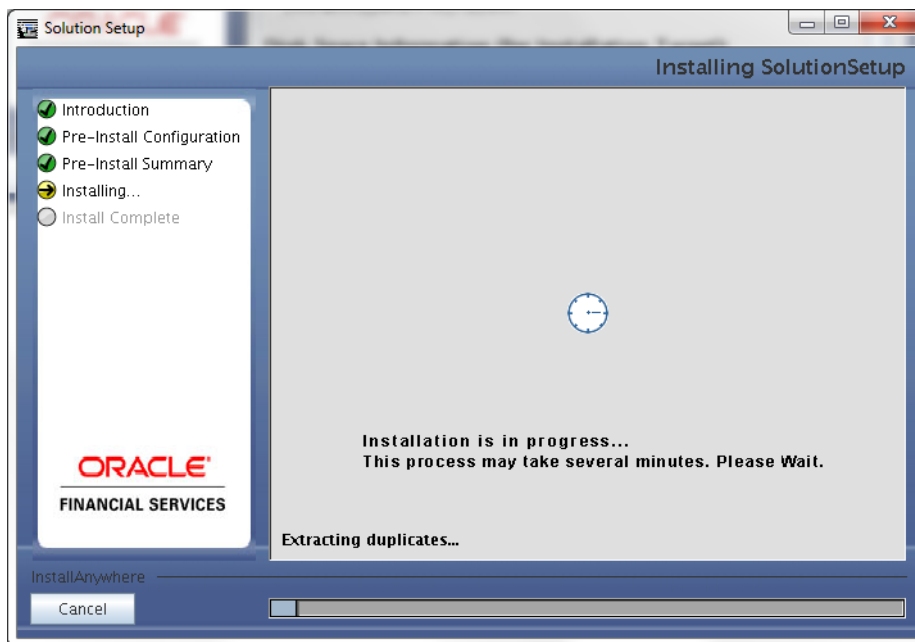 Solution Setup
Installing SolutionSetup
Introduction
Pre-Install Configuration
Pre-Install Summary
Installing...
Install Complete
Installation is in progress...
This process may take several minutes. Please Wait.
ORACLE
FINANCIAL SERVICES
Extracting duplicates...
InstallAnywhere
Cancel